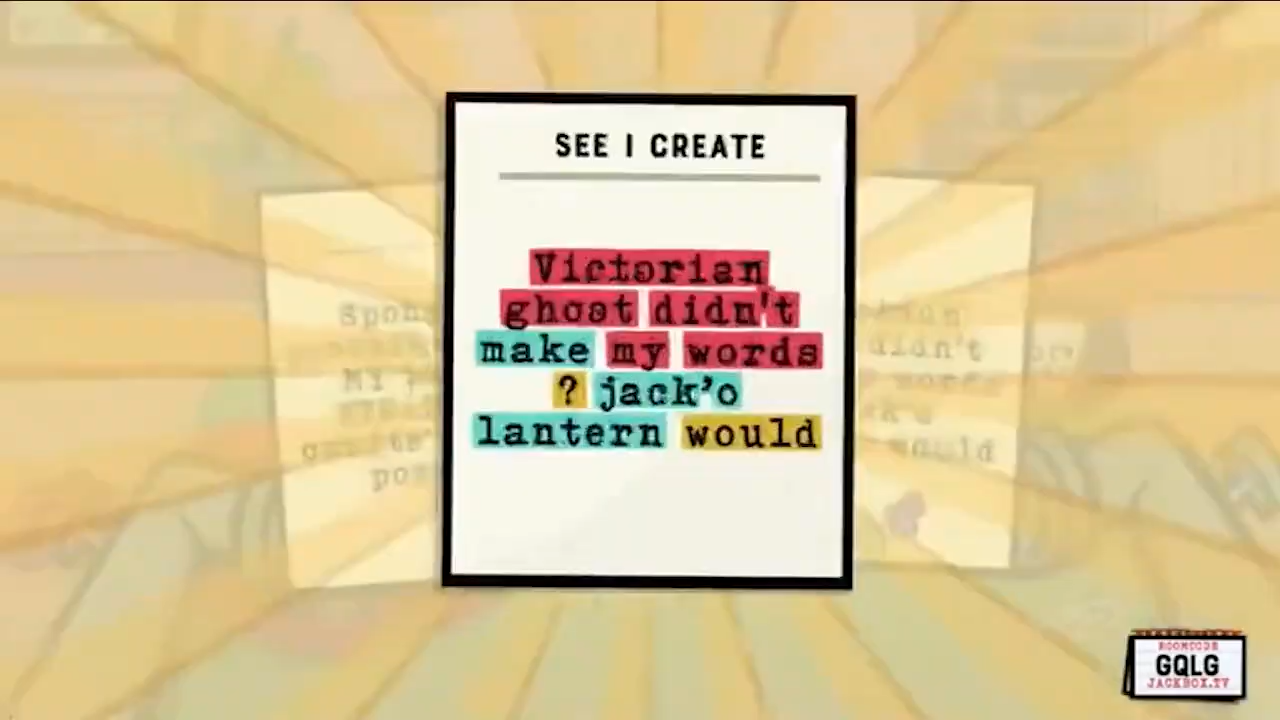 SEE I CREATE
Victorian
ghost didn't
make my words
? jack'o
lantern would
ROOMCODE
GQLG
JACKBOX.TV